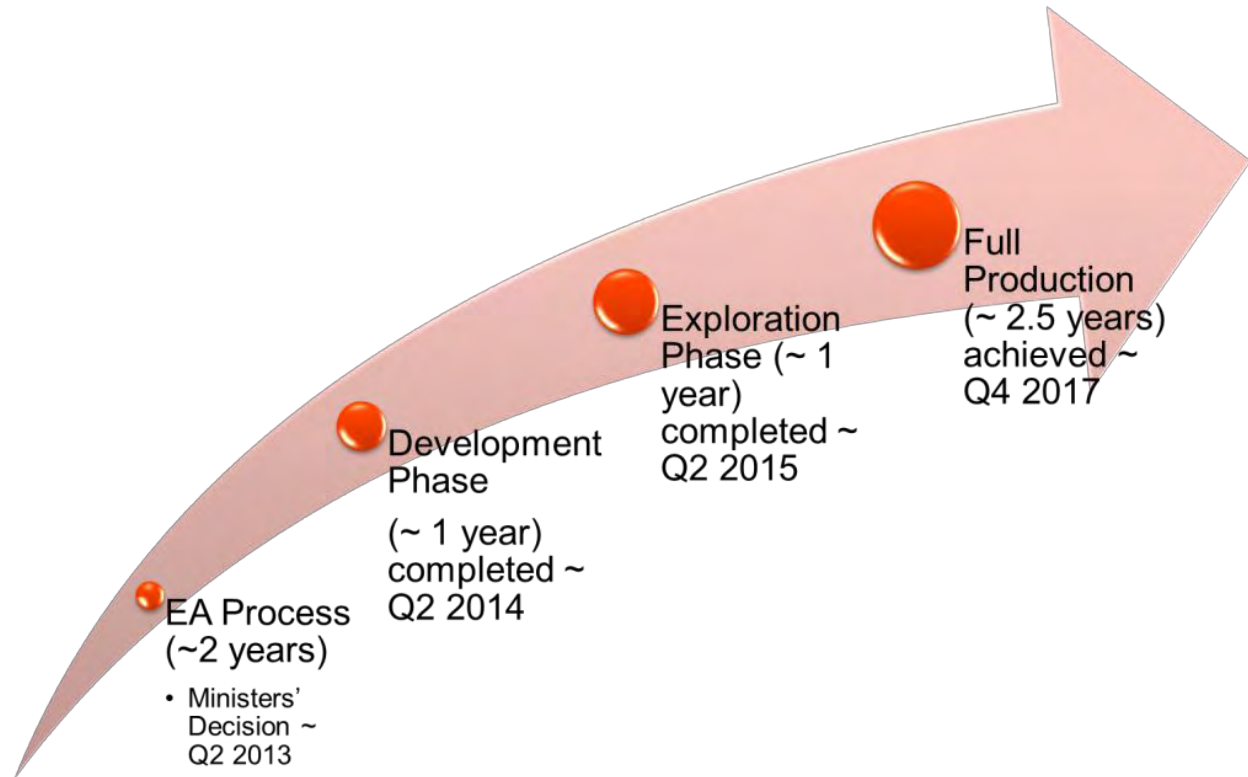 EA Process
(~2 years)
• Ministers’
Decision ~
Q2 2013
Development
Phase
(~ 1 year)
completed ~
Q2 2014
Exploration
Phase (~ 1
year)
completed ~
Q2 2015
Full
Production
(~ 2.5 years)
achieved ~
Q4 2017